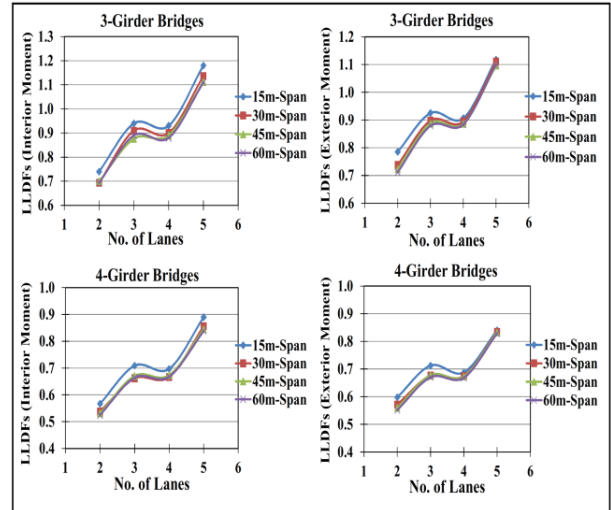 3-Girder Bridges
LLDFs (Interior Moment)
1.3
1.2
1.1
1.0
0.9
0.8
0.7
0.6
1 2 3 4 5 6
No. of Lanes
15m-Span
30m-Span
45m-Span
60m-Span
3-Girder Bridges
LLDFs (Exterior Moment)
1.2
1.1
1.0
0.9
0.8
0.7
0.6
1 2 3 4 5 6
No. of Lanes
15m-Span
30m-Span
45m-Span
60m-Span
4-Girder Bridges
LLDFs (Interior Moment)
1.0
0.9
0.8
0.7
0.6
0.5
0.4
1 2 3 4 5 6
No. of Lanes
15m-Span
30m-Span
45m-Span
60m-Span
4-Girder Bridges
LLDFs (Exterior Moment)
1.0
0.9
0.8
0.7
0.6
0.5
0.4
1 2 3 4 5 6
No. of Lanes
15m-Span
30m-Span
45m-Span
60m-Span